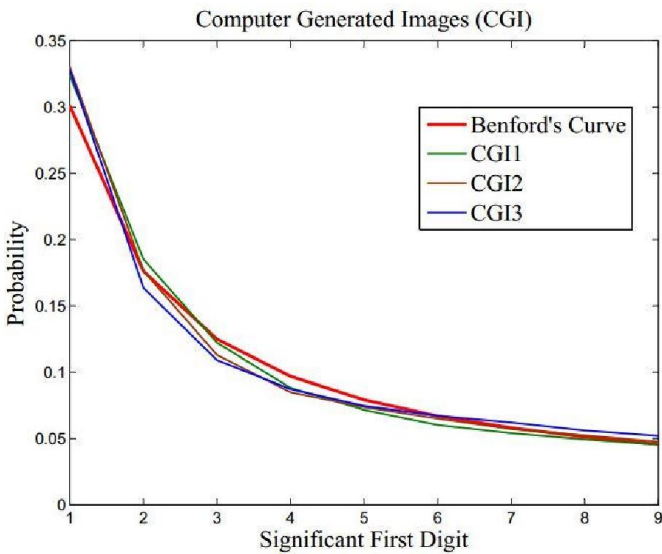 Computer Generated Images (CGI)
0.35
0.3
0.25
0.2
0.15
0.1
0.05
0
Probability
Benford's Curve
CGI1
CGI2
CGI3
1 2 3 4 5 6 7 8 9
Significant First Digit